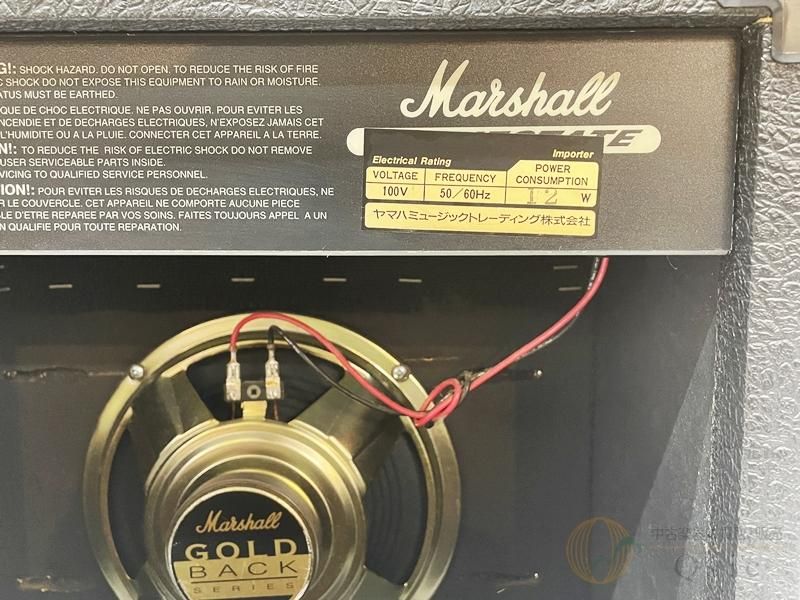 G!: SHOCK HAZARD. DO NOT OPEN. TO REDUCE THE RISK OF FIRE
C SHOCK DO NOT EXPOSE THIS EQUIPMENT TO RAIN OR MOISTURE.
ATUS MUST BE EARTHED.
QUE DE CHOC ELECTRIQUE. NE PAS OUVRIR. POUR EVITER LES
NCENDIE ET DE DECHARGES ELECTRIQUES, N'EXPOSEZ JAMAIS CET
L'HUMIDITE OU A LA PLUIE. CONNECTER CET APPAREIL A LA TERRE.
N!: TO REDUCE THE RISK OF ELECTRIC SHOCK DO NOT REMOVE
USER SERVICEABLE PARTS INSIDE.
VICING TO QUALIFIED SERVICE PERSONNEL.
ION!: POUR EVITER LES RISQUES DE DECHARGES ELECTRIQUES, NE
R LE COUVERCLE. CET APPAREIL NE COMPORTE AUCUNE PIECE
LE D'ETRE REPAREE PAR VOS SOINS. FAITES TOUJOURS APPEL A UN
N QUALIFIE POUR TOUTE REPARATION.
Marshall
Electrical Rating Importer
VOLTAGE FREQUENCY POWER CONSUMPTION
100V 50/60Hz 12 W
ヤマハミュージックトレーディング株式会社
Marshall
GOLD
BACK
SERIES